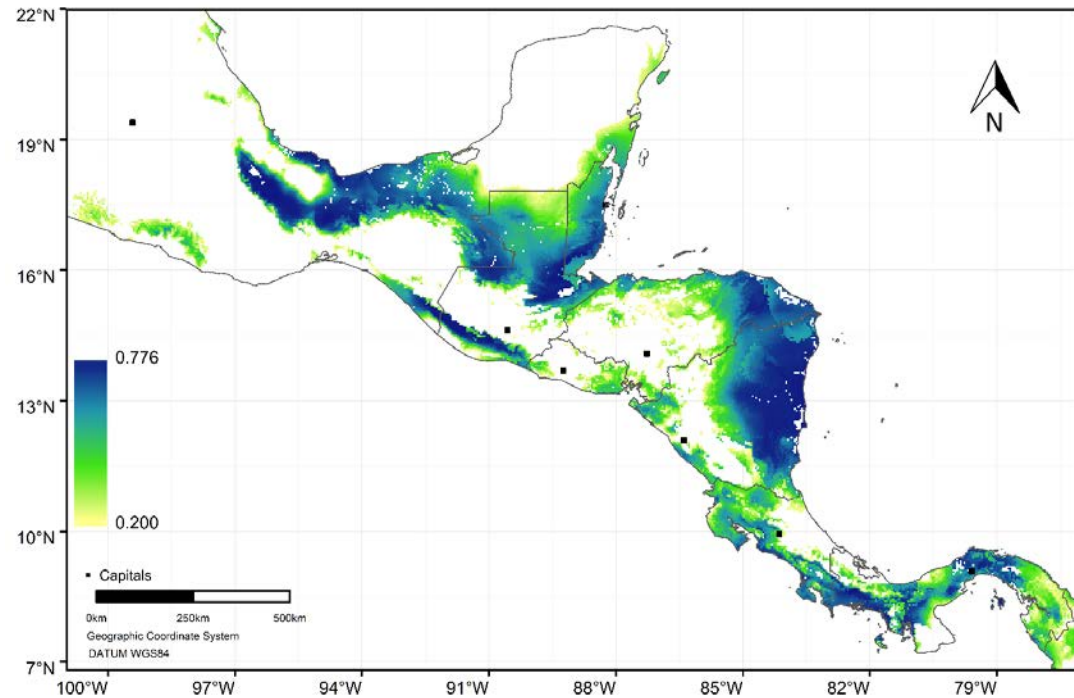 22°N
19°N
16°N
13°N
10°N
7°N
N
0.776
0.200
Capitals
0km 250km 500km
Geographic Coordinate System
DATUM WGS84
100°W 97°W 94°W 91°W 88°W 85°W 82°W 79°W